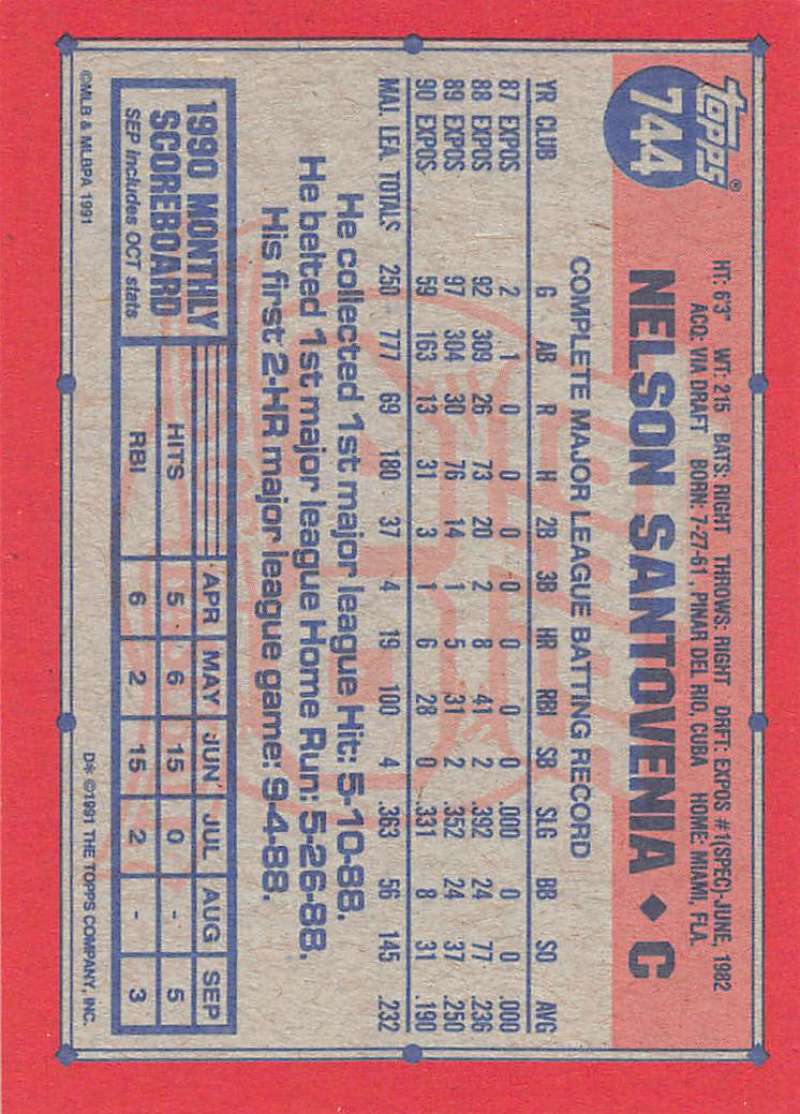 TOPPS®
744
HT: 6'3" WT: 215 BATS: RIGHT THROWS: RIGHT DRFT: EXPOS #1(SPEC)-JUNE, 1982
ACQ: VIA DRAFT BORN: 7-27-61, PINAR DEL RIO, CUBA HOME: MIAMI, FLA.
NELSON SANTOVENIA ♦ C
COMPLETE MAJOR LEAGUE BATTING RECORD
YR CLUB G AB R H 2B 3B HR RBI SB SLG BB SO AVG
87 EXPOS 2 1 0 0 0 0 0 0 0 .000 0 0 .000
88 EXPOS 92 309 26 73 20 2 8 41 2 .392 24 77 .236
89 EXPOS 97 304 30 76 14 1 5 31 2 .352 24 37 .250
90 EXPOS 59 163 13 31 3 1 6 28 0 .331 8 31 .190
MAJ. LEA. TOTALS 250 777 69 180 37 4 19 100 4 .363 56 145 .232
He collected 1st major league Hit: 5-10-88.
He belted 1st major league Home Run: 5-26-88.
His first 2-HR major league game: 9-4-88.
1990 MONTHLY SCOREBOARD
SEP includes OCT stats
APR MAY JUN JUL AUG SEP
HITS 5 6 15 0 - 5
RBI 6 2 15 2 - 3
©MLB & MLBPA 1991
D* ©1991 THE TOPPS COMPANY, INC.